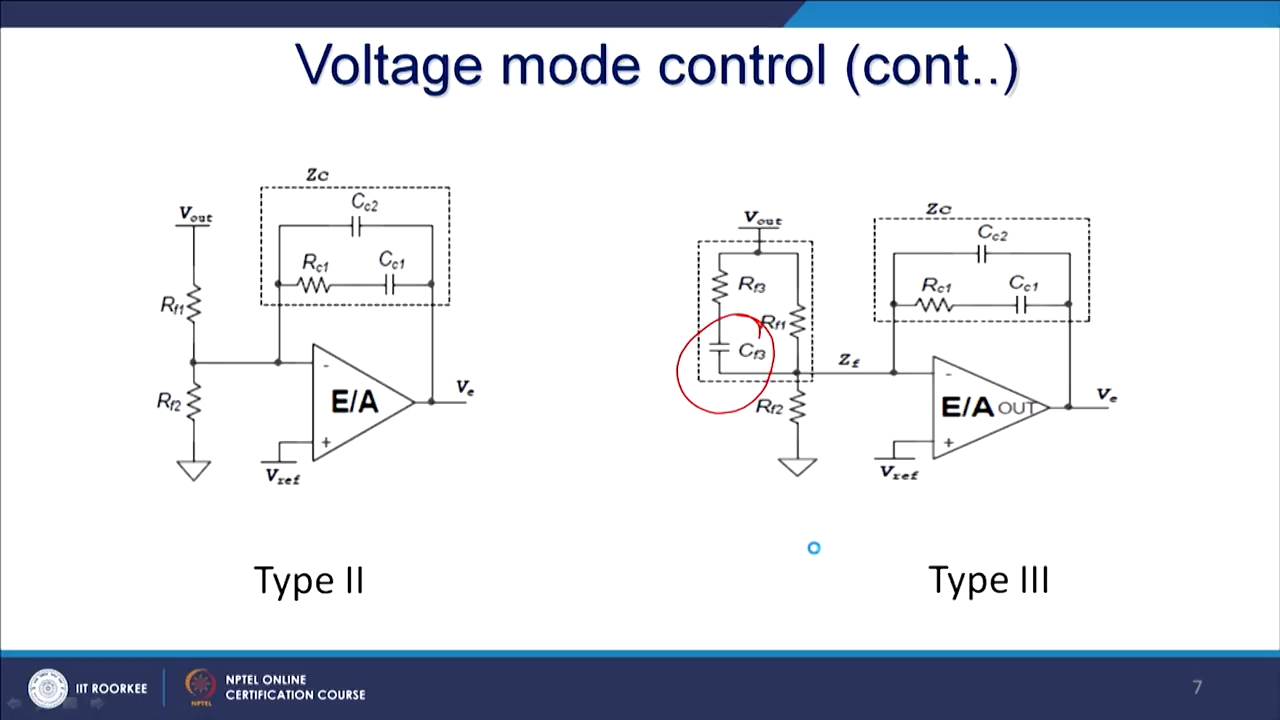 Voltage mode control (cont..)
Zc
Cc2
Vout
Rc1
Cc1
Rf1
-
E/A
Ve
Rf2
+
Vref
Type II
Zc
Vout
Cc2
Rf3
Rc1
Cc1
Rf1
Cf3
Zf
-
Rf2
E/A OUT
Ve
+
Vref
Type III
IIT ROORKEE
NPTEL
NPTEL ONLINE
CERTIFICATION COURSE
7